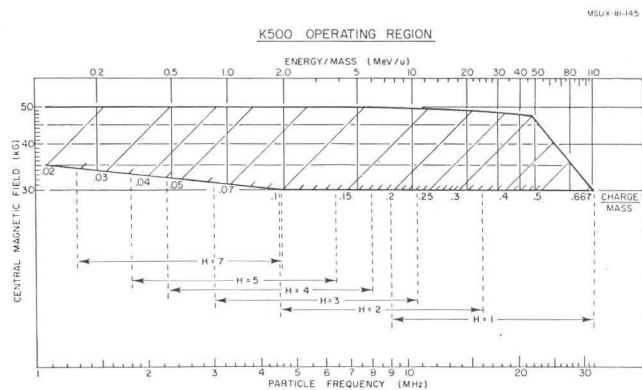 MSUX-81-145
K500 OPERATING REGION
ENERGY/MASS (MeV/u)
0.2 0.5 1.0 2.0 5 10 20 30 40 50 80 110
CENTRAL MAGNETIC FIELD (kG)
50
40
30
.02 .03 .04 .05 .07 .1 .15 .2 .25 .3 .4 .5 .667
CHARGE
MASS
H=7
H=5
H=4
H=3
H=2
H=1
1 2 3 4 5 6 7 8 9 10 20 30
PARTICLE FREQUENCY (MHz)